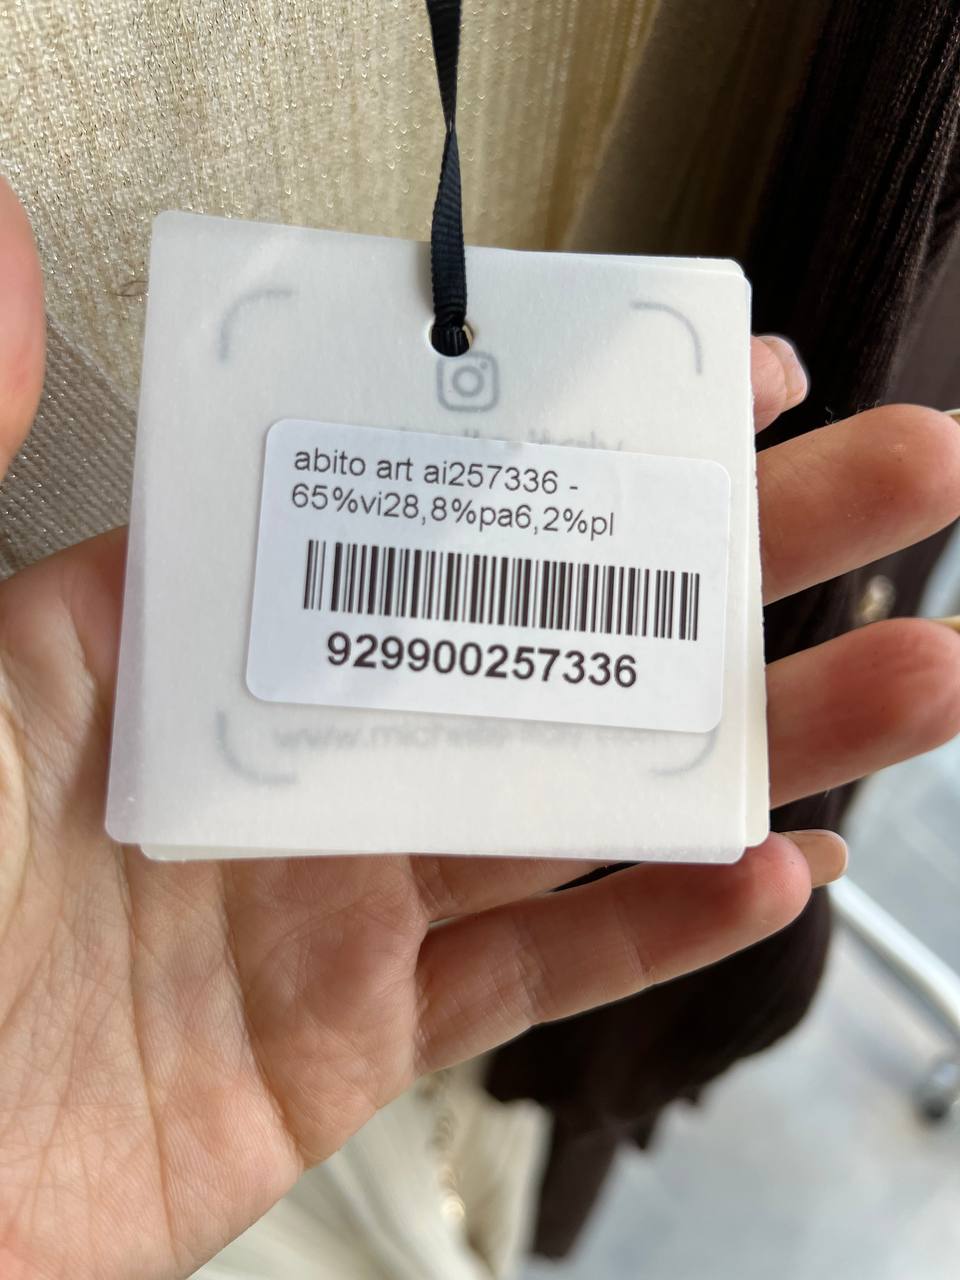 abito art ai257336 -
65%vi28,8%pa6,2%pl
929900257336